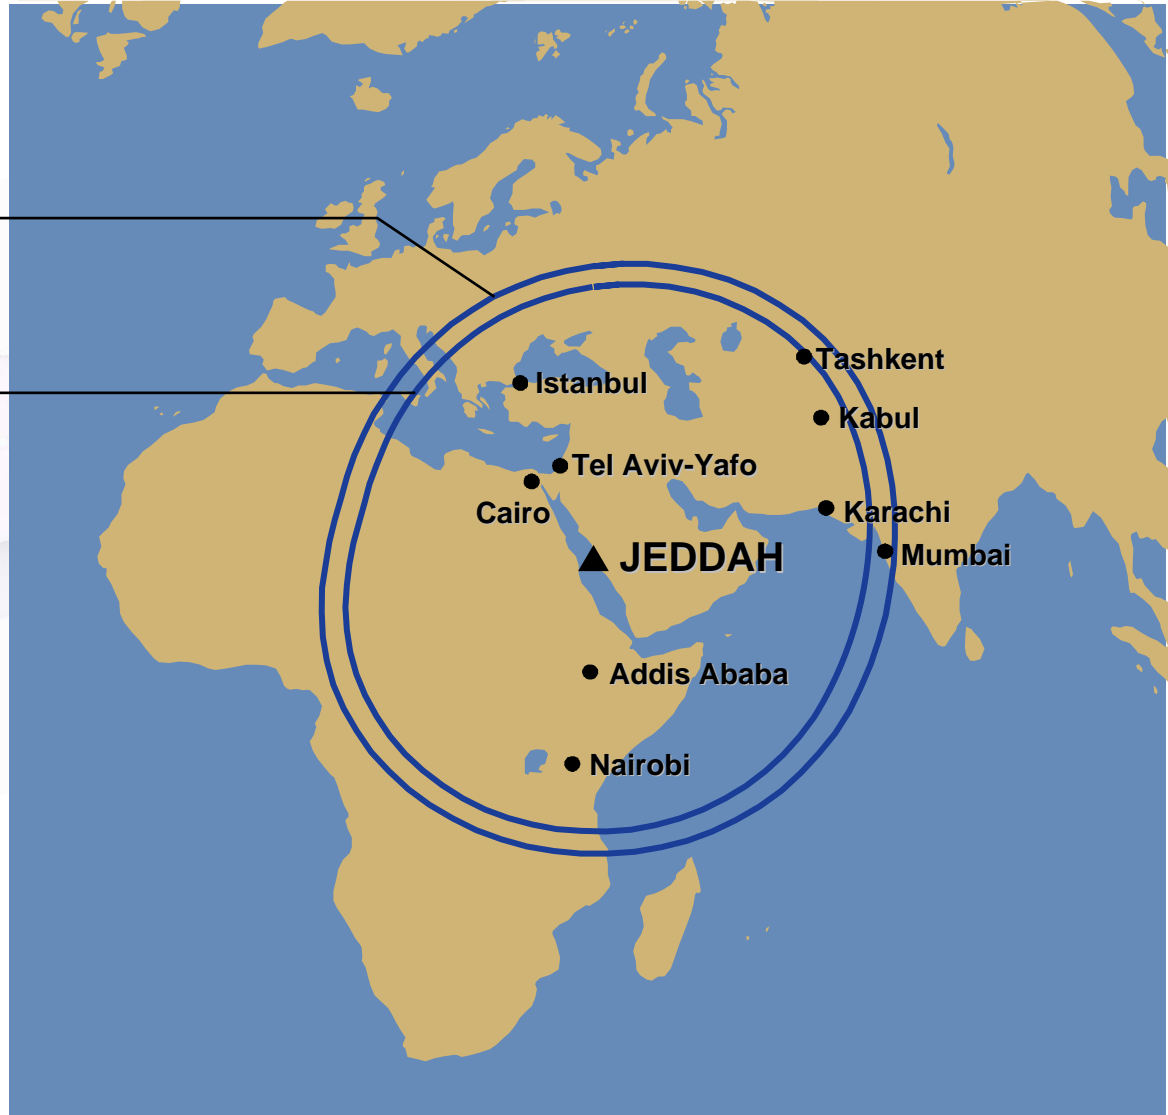 Tashkent
Istanbul
Kabul
Tel Aviv-Yafo
Cairo
Karachi
JEDDAH
Mumbai
Addis Ababa
Nairobi